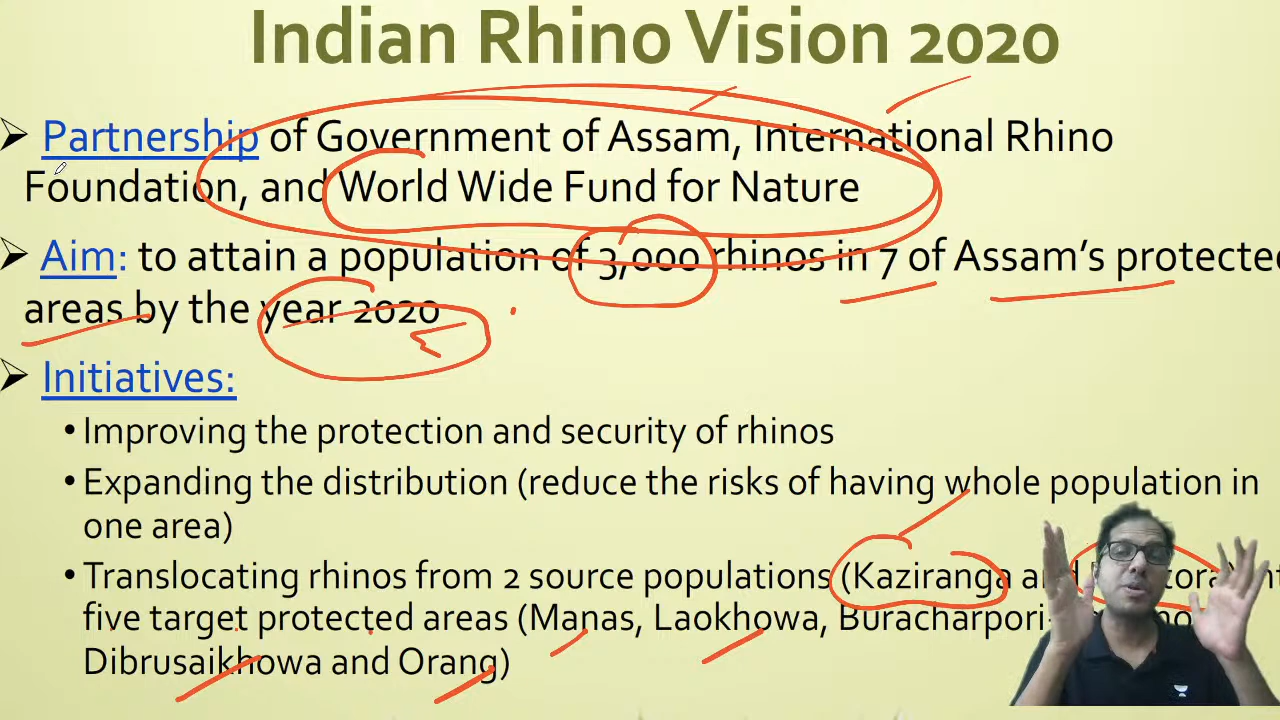 Indian Rhino Vision 2020
Partnership of Government of Assam, International Rhino
Foundation, and World Wide Fund for Nature
Aim: to attain a population of 3,000 rhinos in 7 of Assam's protected
areas by the year 2020
Initiatives:
• Improving the protection and security of rhinos
• Expanding the distribution (reduce the risks of having whole population in
one area)
• Translocating rhinos from 2 source populations (Kaziranga and
five target protected areas (Manas, Laokhowa, Buracharpori-
Dibrusaikhowa and Orang)